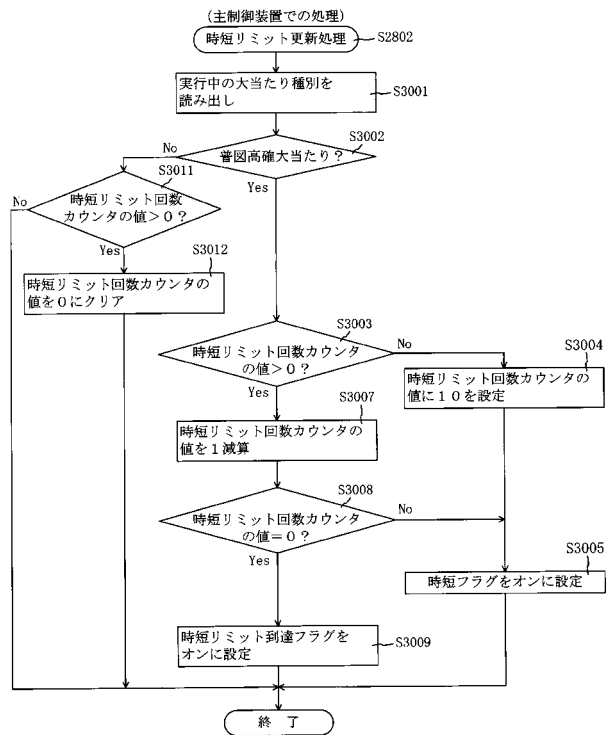 (主制御装置での処理)
時短リミット更新処理
S2802
実行中の大当たり種別を
読み出し
S3001
普図高確大当たり？
S3002
No
Yes
S3011
時短リミット回数
カウンタの値>0？
No
Yes
S3012
時短リミット回数カウンタの
値を0にクリア
S3003
時短リミット回数カウンタ
の値>0？
No
Yes
S3004
時短リミット回数カウンタの
値に10を設定
S3007
時短リミット回数カウンタの
値を1減算
S3008
時短リミット回数カウンタ
の値=0？
No
Yes
S3005
時短フラグをオンに設定
時短リミット到達フラグを
オンに設定
S3009
終 了